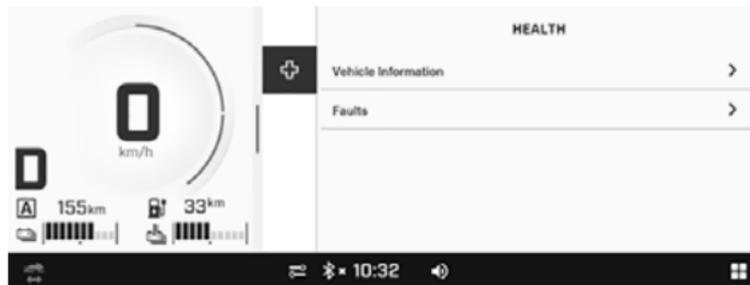 HEALTH
Vehicle Information
Faults
0
km/h
D
A 155km 33km
10:32